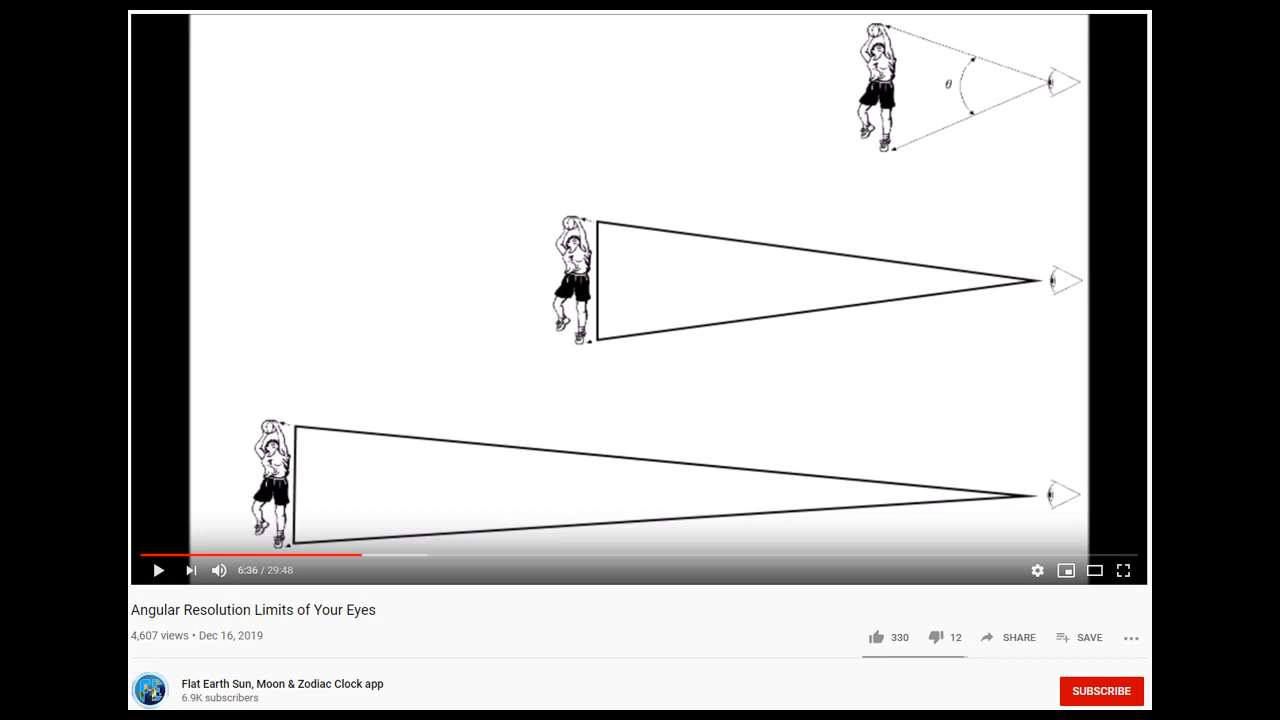 θ
6:36 / 29:48
Angular Resolution Limits of Your Eyes
4,607 views • Dec 16, 2019
330
12
SHARE
SAVE
Flat Earth Sun, Moon & Zodiac Clock app
6.9K subscribers
SUBSCRIBE